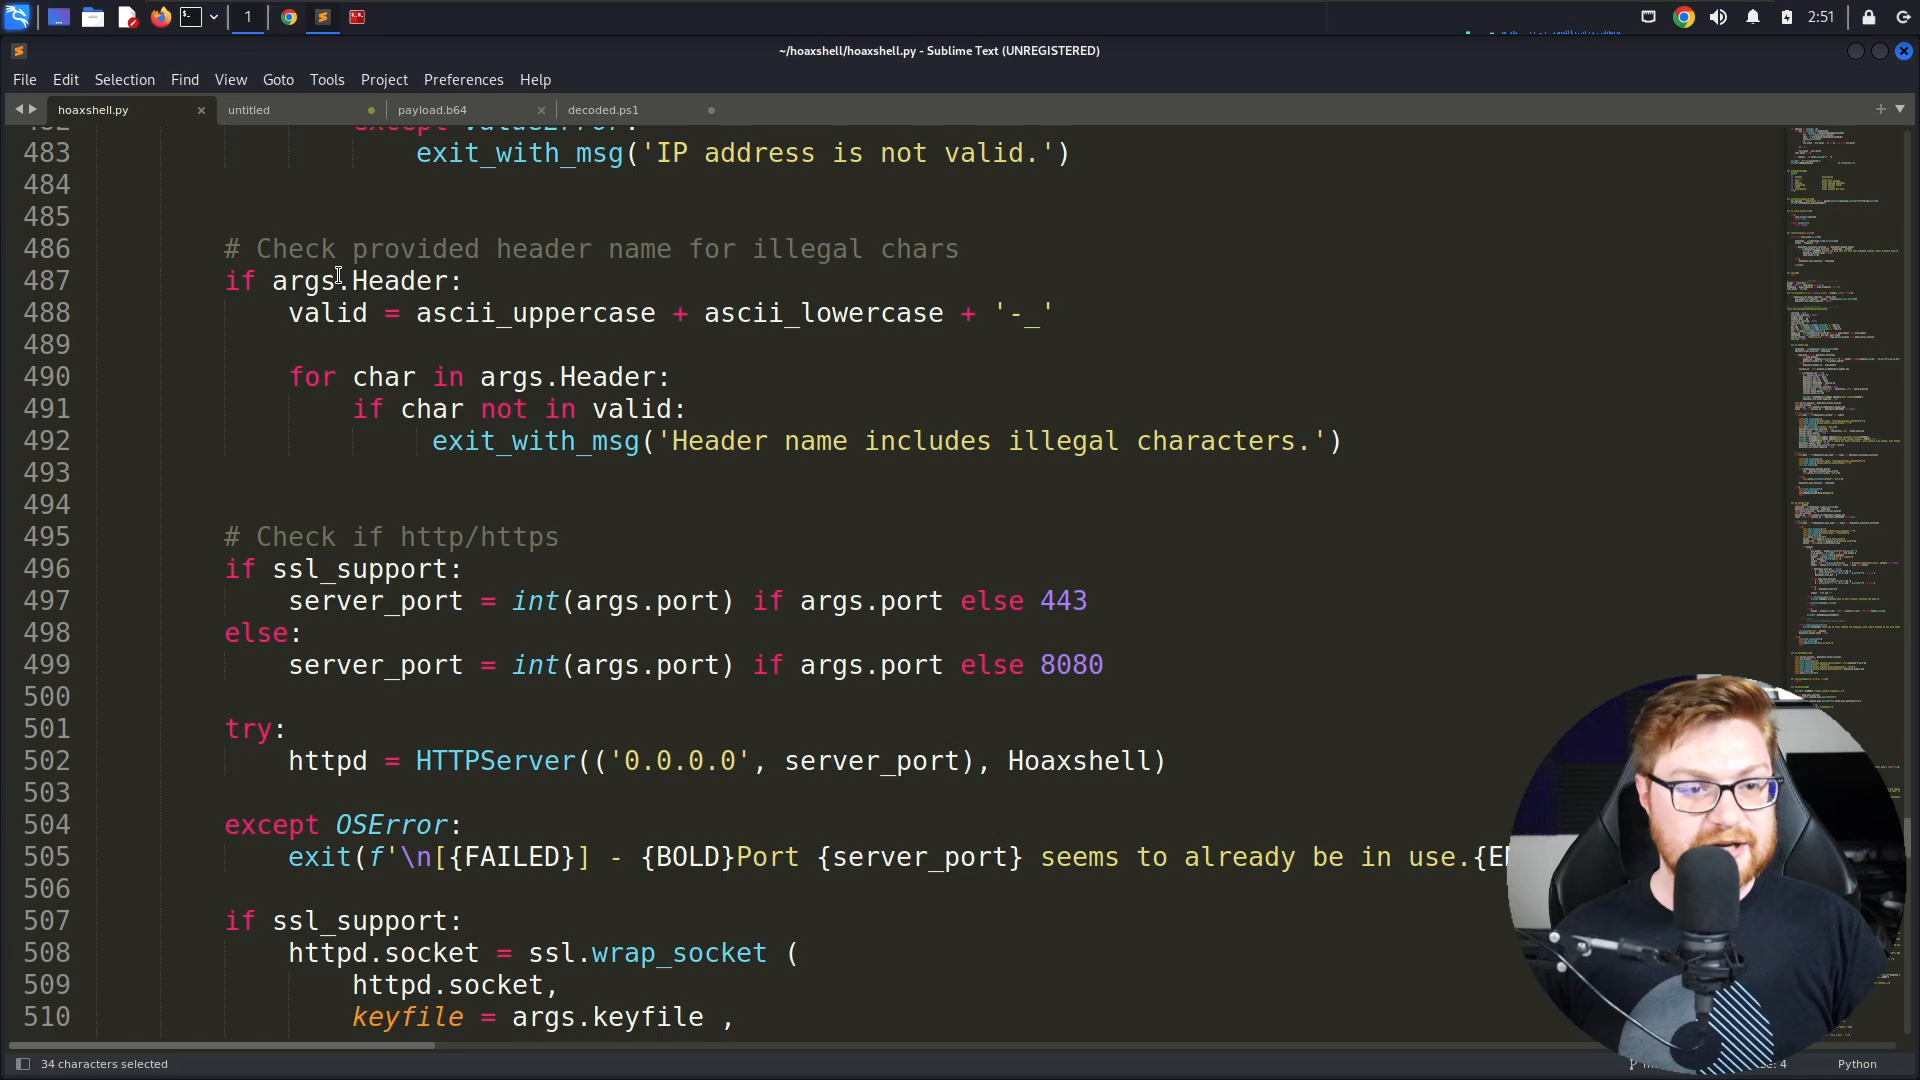 1
2:51
~/hoaxshell/hoaxshell.py - Sublime Text (UNREGISTERED)
File Edit Selection Find View Goto Tools Project Preferences Help
hoaxshell.py untitled payload.b64 decoded.ps1
482 except ValueError:
483 exit_with_msg('IP address is not valid.')
484
485
486 # Check provided header name for illegal chars
487 if args.Header:
488 valid = ascii_uppercase + ascii_lowercase + '-_'
489
490 for char in args.Header:
491 if char not in valid:
492 exit_with_msg('Header name includes illegal characters.')
493
494
495 # Check if http/https
496 if ssl_support:
497 server_port = int(args.port) if args.port else 443
498 else:
499 server_port = int(args.port) if args.port else 8080
500
501 try:
502 httpd = HTTPServer(('0.0.0.0', server_port), Hoaxshell)
503
504 except OSError:
505 exit(f'\n[{FAILED}] - {BOLD}Port {server_port} seems to already be in use.{E
506
507 if ssl_support:
508 httpd.socket = ssl.wrap_socket (
509 httpd.socket,
510 keyfile = args.keyfile ,
34 characters selected
: 4 Python